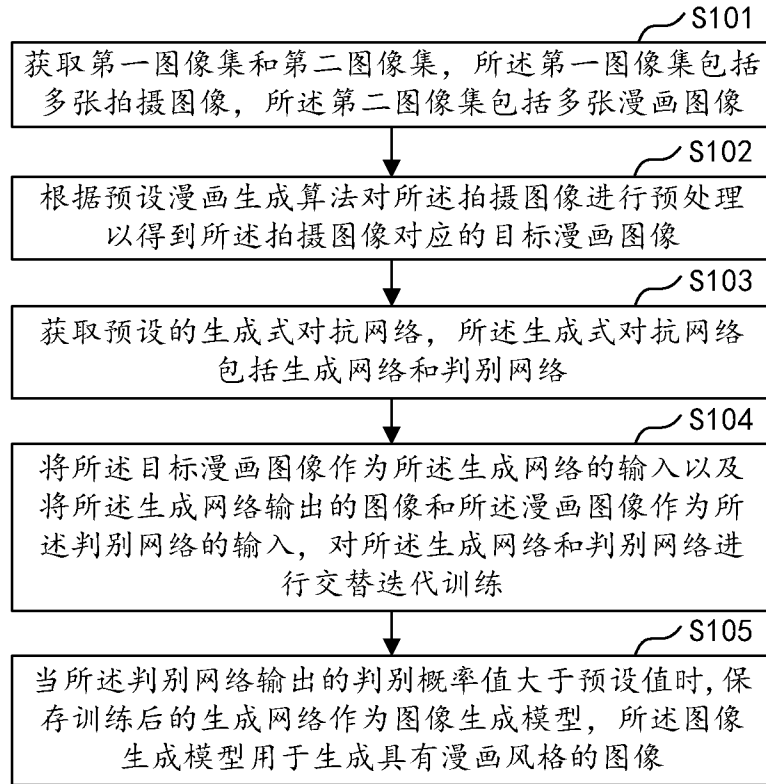 S101
获取第一图像集和第二图像集，所述第一图像集包括
多张拍摄图像，所述第二图像集包括多张漫画图像
S102
根据预设漫画生成算法对所述拍摄图像进行预处理
以得到所述拍摄图像对应的目标漫画图像
S103
获取预设的生成式对抗网络，所述生成式对抗网络
包括生成网络和判别网络
S104
将所述目标漫画图像作为所述生成网络的输入以及
将所述生成网络输出的图像和所述漫画图像作为所
述判别网络的输入，对所述生成网络和判别网络进
行交替迭代训练
S105
当所述判别网络输出的判别概率值大于预设值时,保
存训练后的生成网络作为图像生成模型，所述图像
生成模型用于生成具有漫画风格的图像